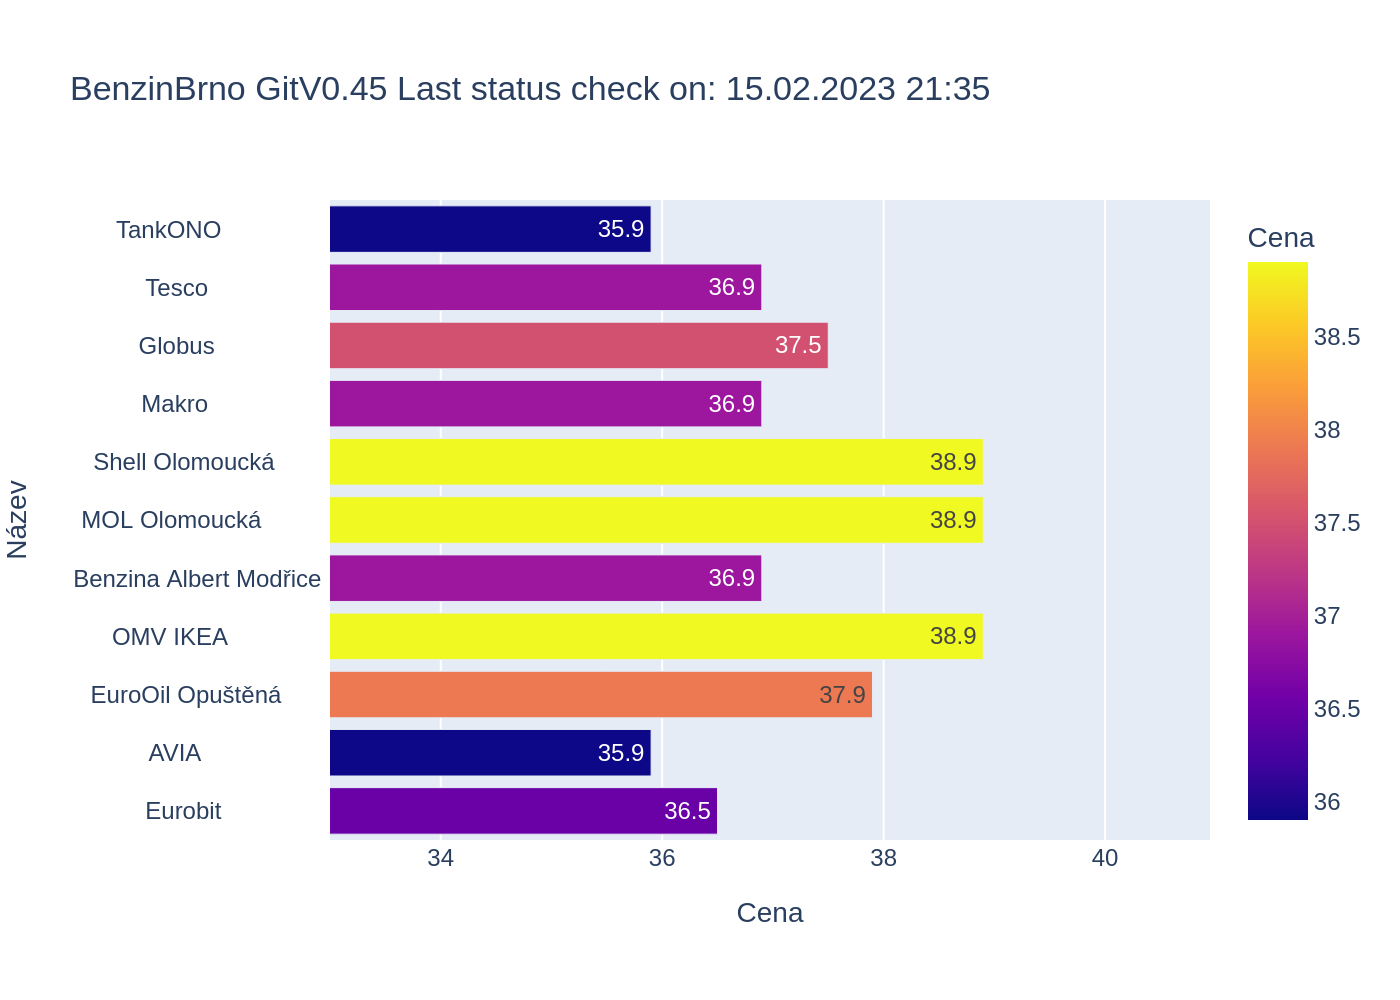 BenzinBrno GitV0.45 Last status check on: 15.02.2023 21:35
TankONO
35.9
Tesco
36.9
Globus
37.5
Makro
36.9
Shell Olomoucká
38.9
MOL Olomoucká
38.9
Benzina Albert Modřice
36.9
OMV IKEA
38.9
EuroOil Opuštěná
37.9
AVIA
35.9
Eurobit
36.5
Název
34
36
38
40
Cena
Cena
38.5
38
37.5
37
36.5
36